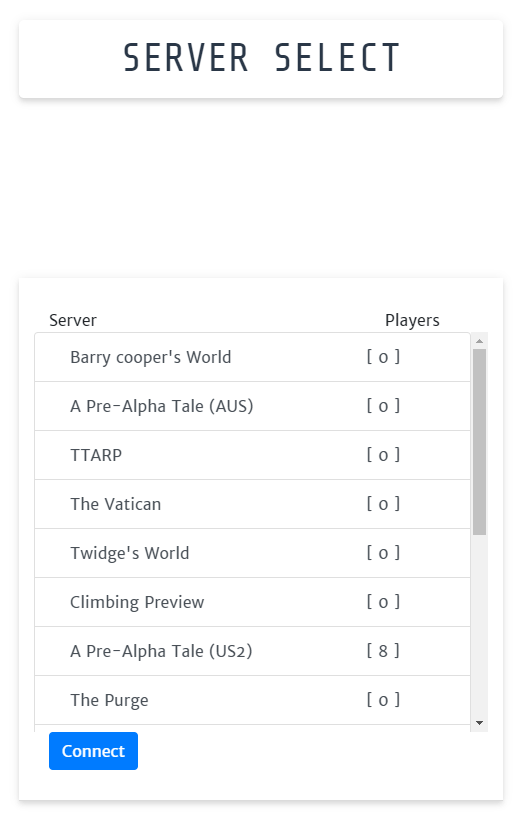 SERVER SELECT
Server Players
Barry cooper's World [ 0 ]
A Pre-Alpha Tale (AUS) [ 0 ]
TTARP [ 0 ]
The Vatican [ 0 ]
Twidge's World [ 0 ]
Climbing Preview [ 0 ]
A Pre-Alpha Tale (US2) [ 8 ]
The Purge [ 0 ]
Connect